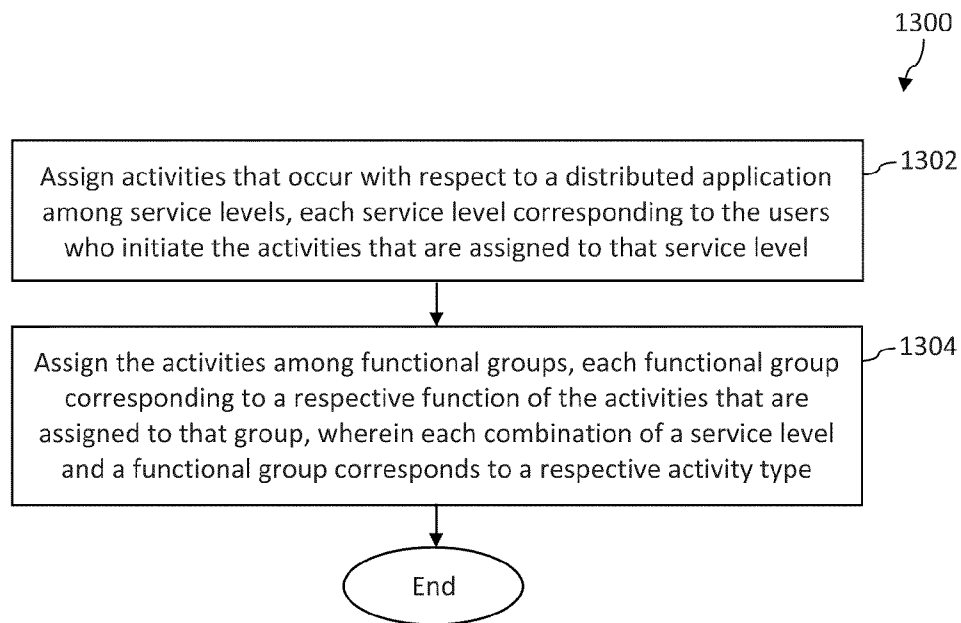 1300
Assign activities that occur with respect to a distributed application
among service levels, each service level corresponding to the users
who initiate the activities that are assigned to that service level
1302
Assign the activities among functional groups, each functional group
corresponding to a respective function of the activities that are
assigned to that group, wherein each combination of a service level
and a functional group corresponds to a respective activity type
1304
End